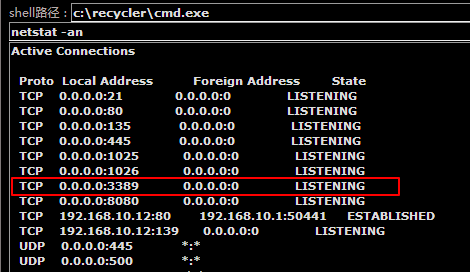 shell路径： c:\recycler\cmd.exe
netstat -an
Active Connections
Proto Local Address Foreign Address State
TCP 0.0.0.0:21 0.0.0.0:0 LISTENING
TCP 0.0.0.0:80 0.0.0.0:0 LISTENING
TCP 0.0.0.0:135 0.0.0.0:0 LISTENING
TCP 0.0.0.0:445 0.0.0.0:0 LISTENING
TCP 0.0.0.0:1025 0.0.0.0:0 LISTENING
TCP 0.0.0.0:1026 0.0.0.0:0 LISTENING
TCP 0.0.0.0:3389 0.0.0.0:0 LISTENING
TCP 0.0.0.0:8080 0.0.0.0:0 LISTENING
TCP 192.168.10.12:80 192.168.10.1:50441 ESTABLISHED
TCP 192.168.10.12:139 0.0.0.0:0 LISTENING
UDP 0.0.0.0:445 *:*
UDP 0.0.0.0:500 *:*